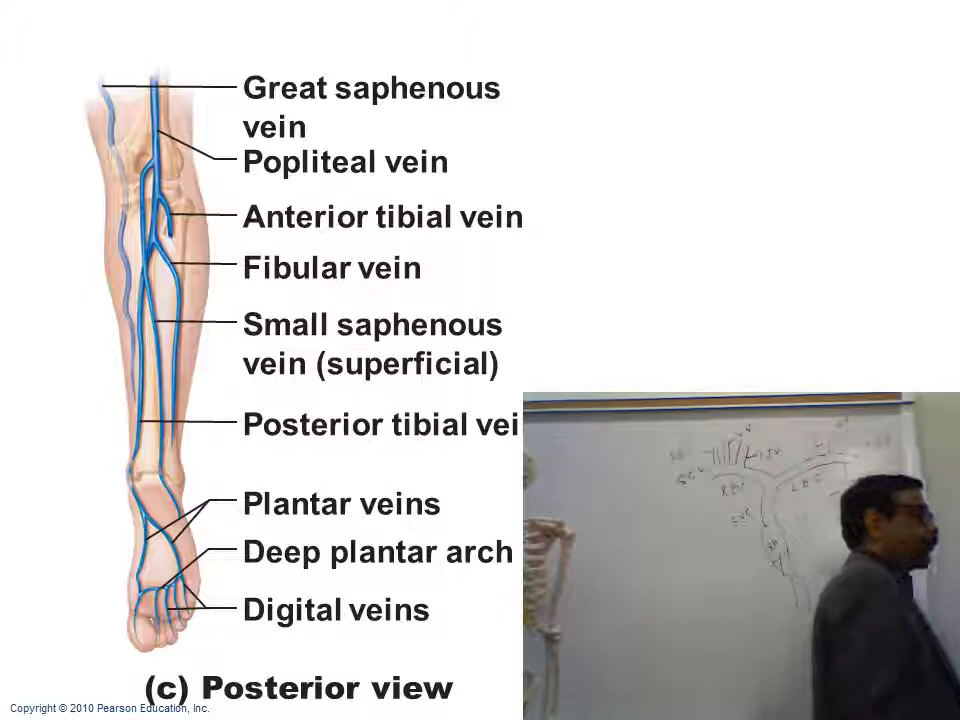 Great saphenous
vein
Popliteal vein
Anterior tibial vein
Fibular vein
Small saphenous
vein (superficial)
Posterior tibial vei
Plantar veins
Deep plantar arch
Digital veins
(c) Posterior view
Copyright © 2010 Pearson Education, Inc.